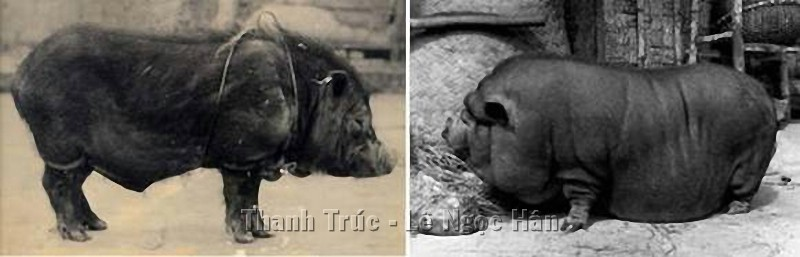 Thanh Trúc - Lê Ngọc Hân